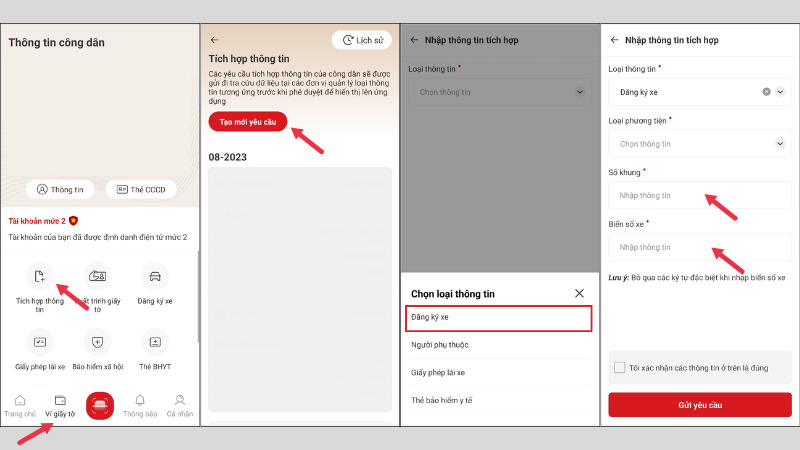 Thông tin công dân
Thông tin
Thẻ CCCD
Tài khoản mức 2
Tài khoản của bạn đã được định danh điện tử mức 2
Tích hợp thông
tin
trình giấy
tờ
Đăng ký xe
Giấy phép lái xe
Bảo hiểm xã hội
Thẻ BHYT
Trang chủ
Ví giấy tờ
Thông báo
Cá nhân
Lịch sử
Tích hợp thông tin
Các yêu cầu tích hợp thông tin của công dân sẽ được
gửi đi tra cứu dữ liệu tại các đơn vị quản lý loại thông
tin tương ứng trước khi phê duyệt để hiển thị lên ứng
dụng
Tạo mới yêu cầu
08-2023
Nhập thông tin tích hợp
Loại thông tin *
Chọn thông tin
Chọn loại thông tin
Đăng ký xe
Người phụ thuộc
Giấy phép lái xe
Thẻ bảo hiểm y tế
Nhập thông tin tích hợp
Loại thông tin *
Đăng ký xe
Loại phương tiện *
Chọn thông tin
Số khung *
Nhập thông tin
Biển số xe *
Nhập thông tin
Lưu ý: Bỏ qua các ký tự đặc biệt khi nhập biển số xe
Tôi xác nhận các thông tin ở trên là đúng
Gửi yêu cầu